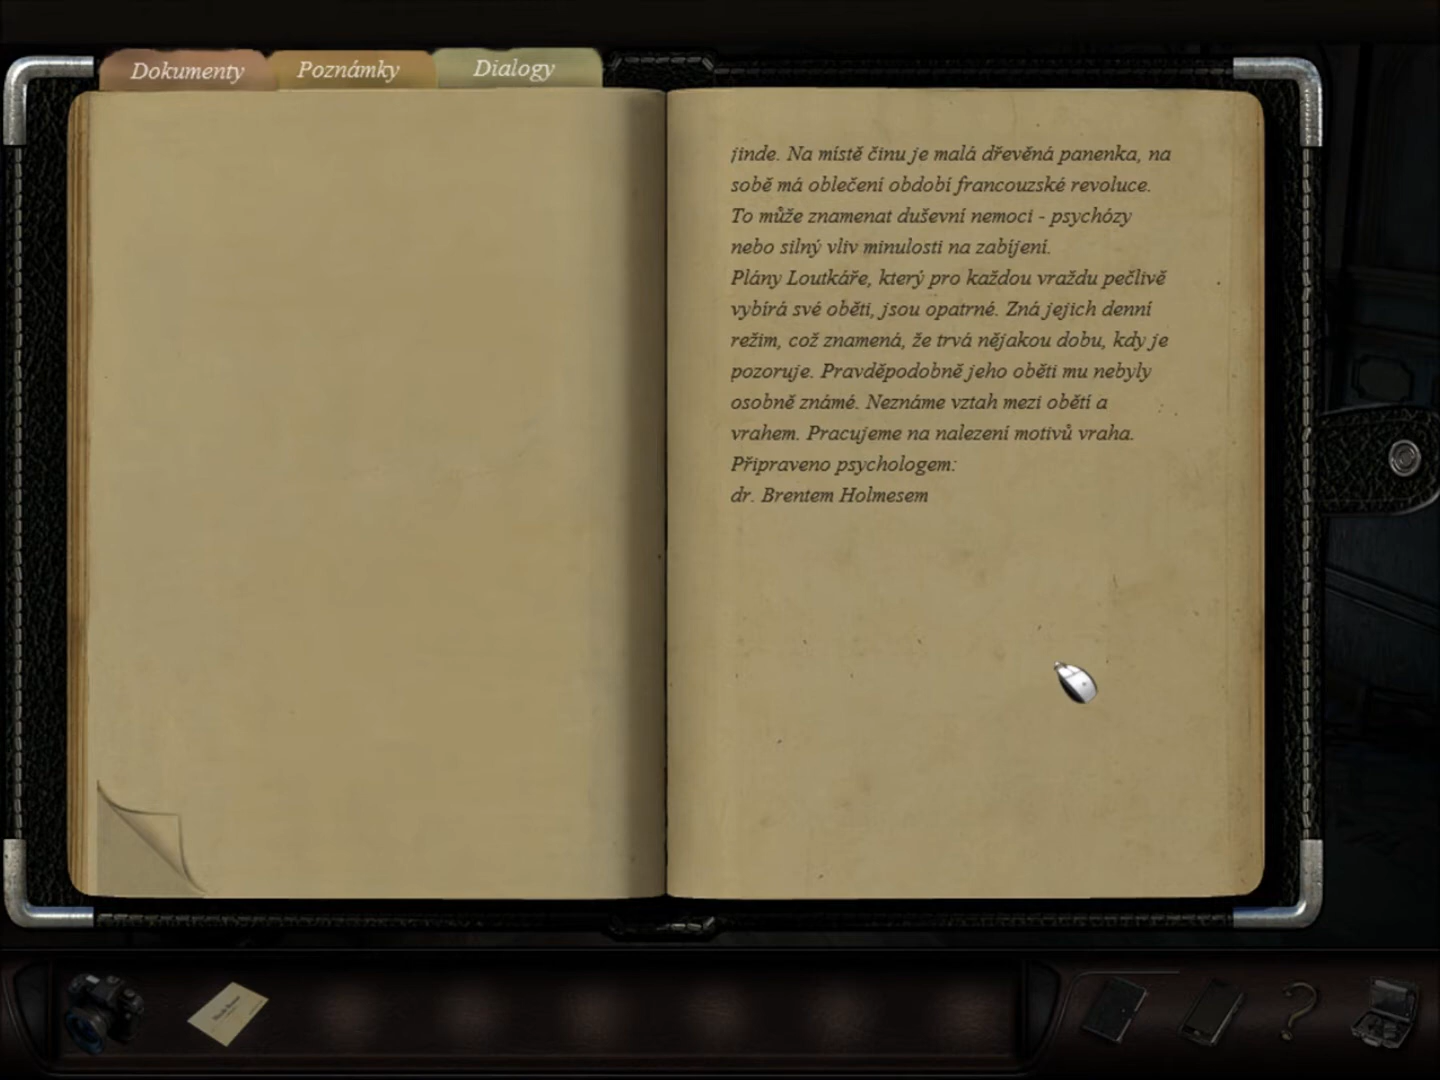 Dokumenty Poznámky Dialogy
jinde. Na místě činu je malá dřevěná panenka, na
sobě má oblečení období francouzské revoluce.
To může znamenat duševní nemoci - psychózy
nebo silný vliv minulosti na zabíjení.
Plány Loutkáře, který pro každou vraždu pečlivě
vybírá své oběti, jsou opatrné. Zná jejich denní
režim, což znamená, že trvá nějakou dobu, kdy je
pozoruje. Pravděpodobně jeho oběti mu nebyly
osobně známé. Neznáme vztah mezi obětí a
vrahem. Pracujeme na nalezení motivů vraha.
Připraveno psychologem:
dr. Brentem Holmesem